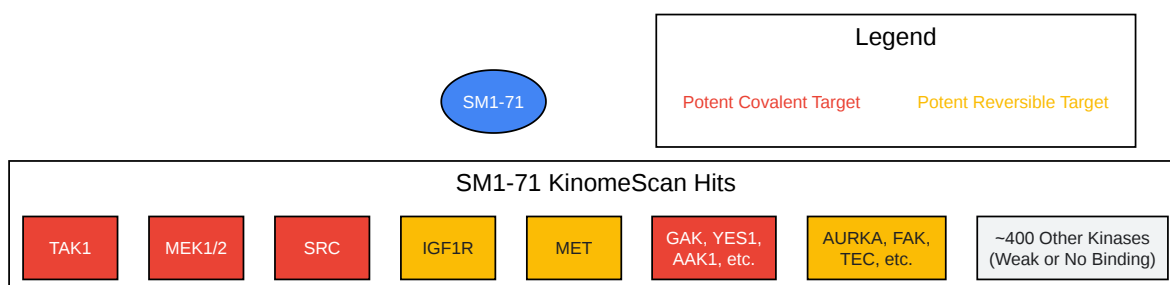 Legend
SM1-71
Potent Covalent Target
Potent Reversible Target
SM1-71 KinomeScan Hits
TAK1
MEK1/2
SRC
IGF1R
MET
GAK, YES1,
AAK1, etc.
AURKA, FAK,
TEC, etc.
~400 Other Kinases
(Weak or No Binding)